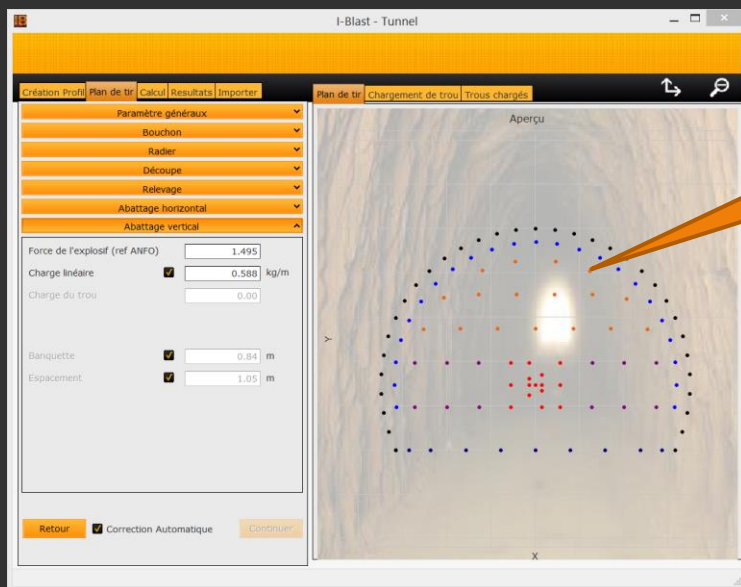 I-Blast - Tunnel
Création Profil Plan de tir Calcul Resultats Importer
Paramètre généraux
Bouchon
Radier
Découpe
Relevage
Abattage horizontal
Abattage vertical
Force de l'explosif (ref ANFO) 1.495
Charge linéaire 0.588 kg/m
Charge du trou 0.00
Banquette 0.84 m
Espacement 1.05 m
Retour Correction Automatique Continuer
Plan de tir Chargement de trou Trous chargés
Aperçu
Y
X